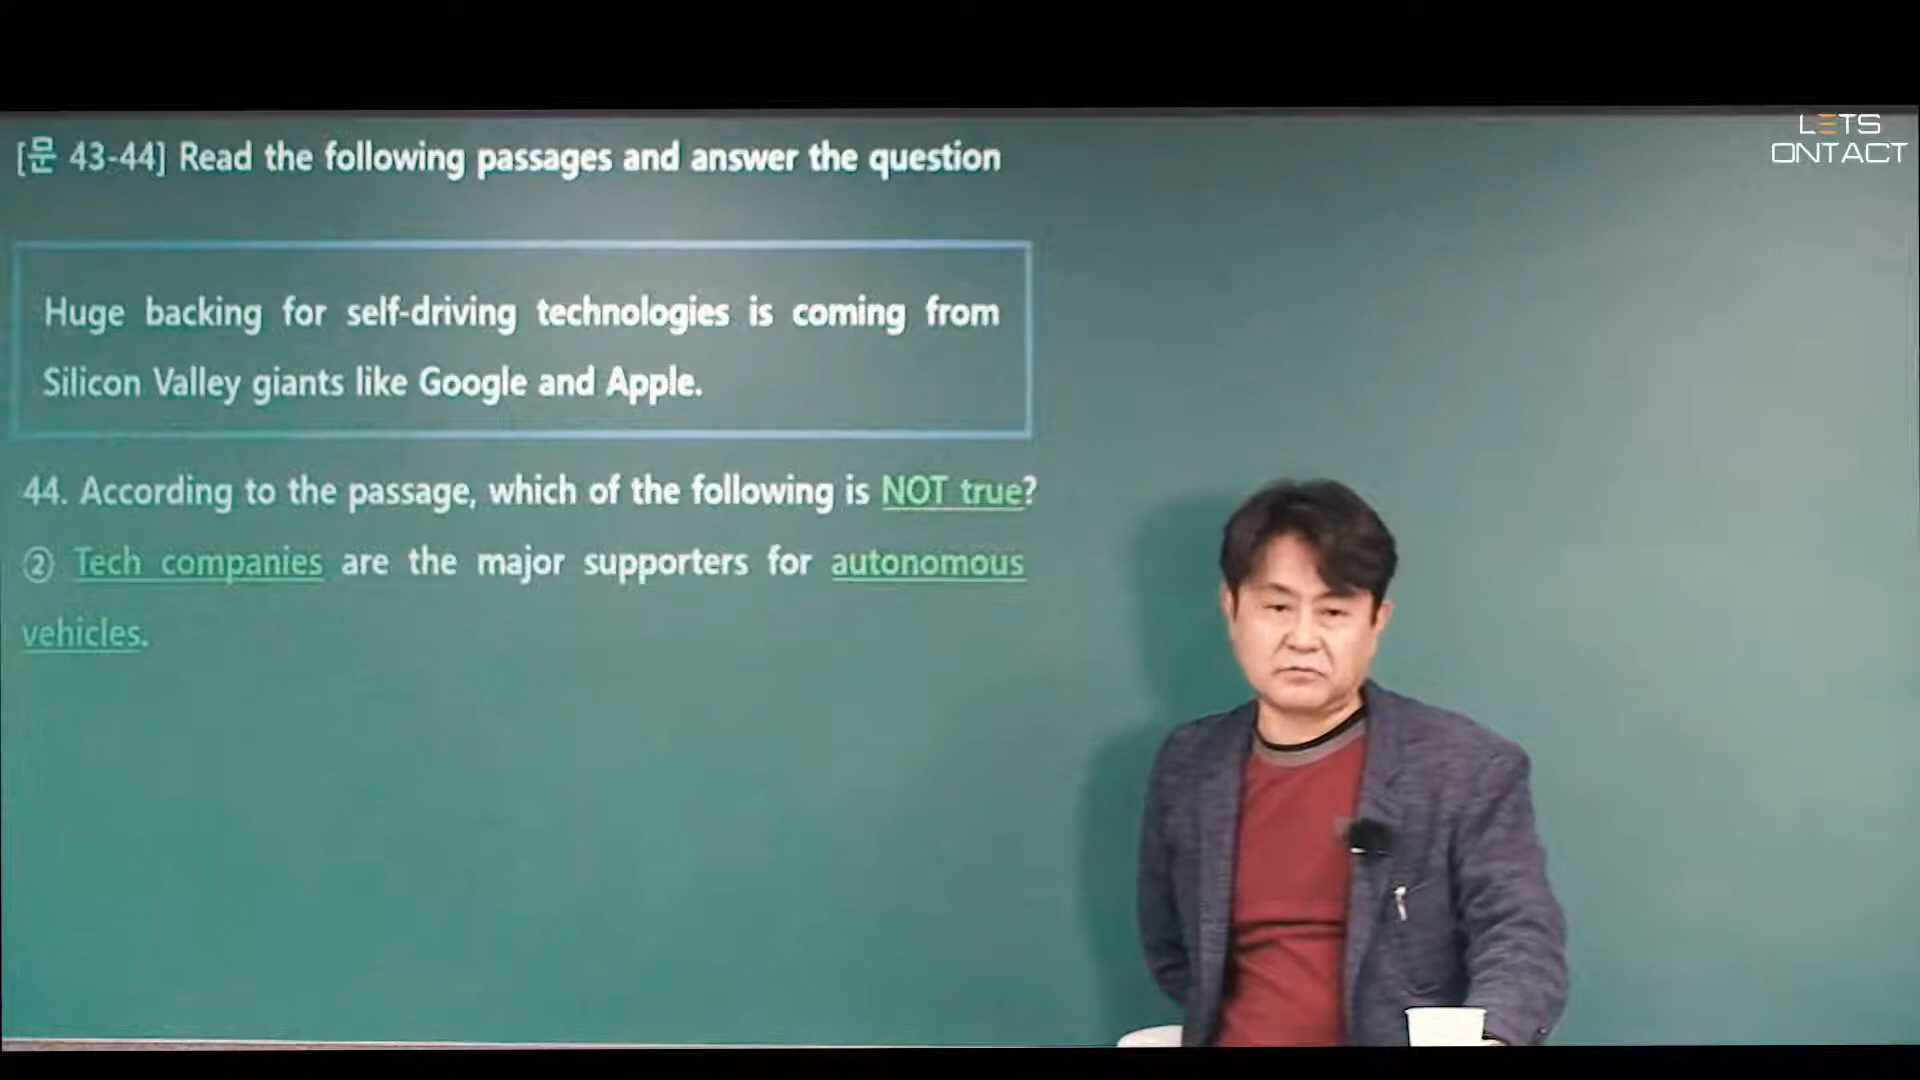 LETS
ONTACT
[문 43-44] Read the following passages and answer the question
Huge backing for self-driving technologies is coming from
Silicon Valley giants like Google and Apple.
44. According to the passage, which of the following is NOT true?
② Tech companies are the major supporters for autonomous
vehicles.